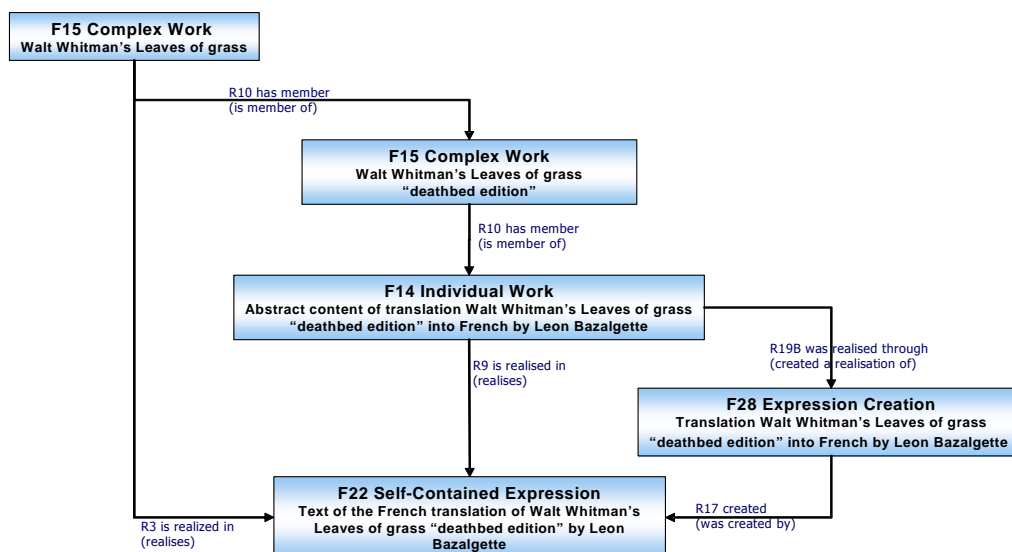 F15 Complex Work
Walt Whitman’s Leaves of grass
R10 has member
(is member of)
F15 Complex Work
Walt Whitman’s Leaves of grass
“deathbed edition”
R10 has member
(is member of)
F14 Individual Work
Abstract content of translation Walt Whitman’s Leaves of grass
“deathbed edition” into French by Leon Bazalgette
R19B was realised through
(created a realisation of)
R9 is realised in
(realises)
F28 Expression Creation
Translation Walt Whitman’s Leaves of grass
“deathbed edition” into French by Leon Bazalgette
F22 Self-Contained Expression
Text of the French translation of Walt Whitman’s
Leaves of grass “deathbed edition” by Leon
Bazalgette
R17 created
(was created by)
R3 is realized in
(realises)